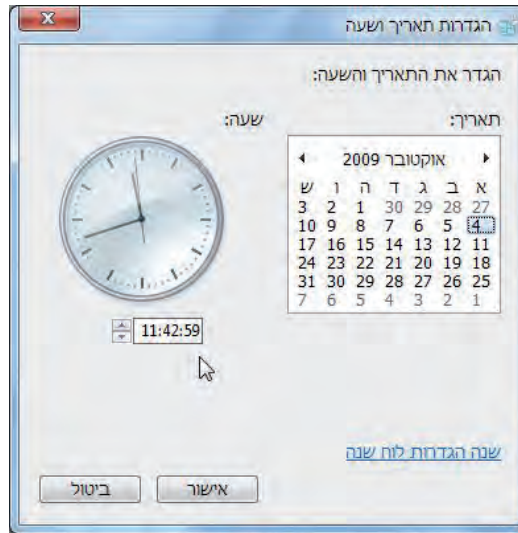 הגדרות תאריך ושעה
הגדר את התאריך והשעה:
תאריך:
אוקטובר 2009
א ב ג ד ה ו ש
27 28 29 30 1 2 3
4 5 6 7 8 9 10
11 12 13 14 15 16 17
18 19 20 21 22 23 24
25 26 27 28 29 30 31
1 2 3 4 5 6 7
שעה:
11:42:59
שנה הגדרות לוח שנה
אישור
ביטול